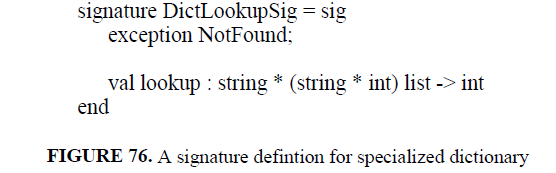 signature DictLookupSig = sig
exception NotFound;
val lookup : string * (string * int) list -> int
end
FIGURE 76. A signature defintion for specialized dictionary